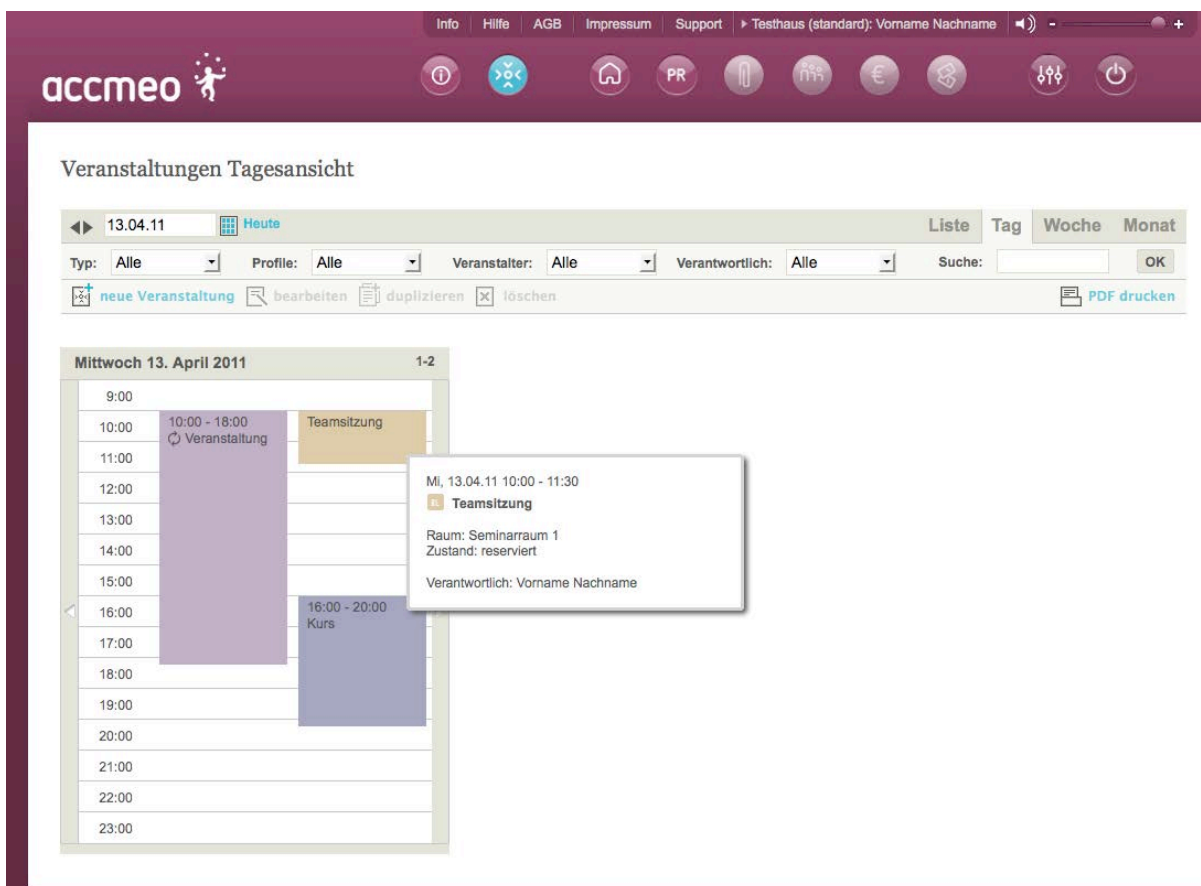 Info Hilfe AGB Impressum Support Testhaus (standard): Vorname Nachname - +
accmeo PR €
Veranstaltungen Tagesansicht
13.04.11 Heute Liste Tag Woche Monat
Typ: Alle Profile: Alle Veranstalter: Alle Verantwortlich: Alle Suche: OK
neue Veranstaltung bearbeiten duplizieren löschen PDF drucken
Mittwoch 13. April 2011 1-2
9:00
10:00 10:00 - 18:00 Teamsitzung
Veranstaltung
11:00
12:00
13:00
14:00
15:00
16:00 16:00 - 20:00
Kurs
17:00
18:00
19:00
20:00
21:00
22:00
23:00
Mi, 13.04.11 10:00 - 11:30
Teamsitzung
Raum: Seminarraum 1
Zustand: reserviert
Verantwortlich: Vorname Nachname